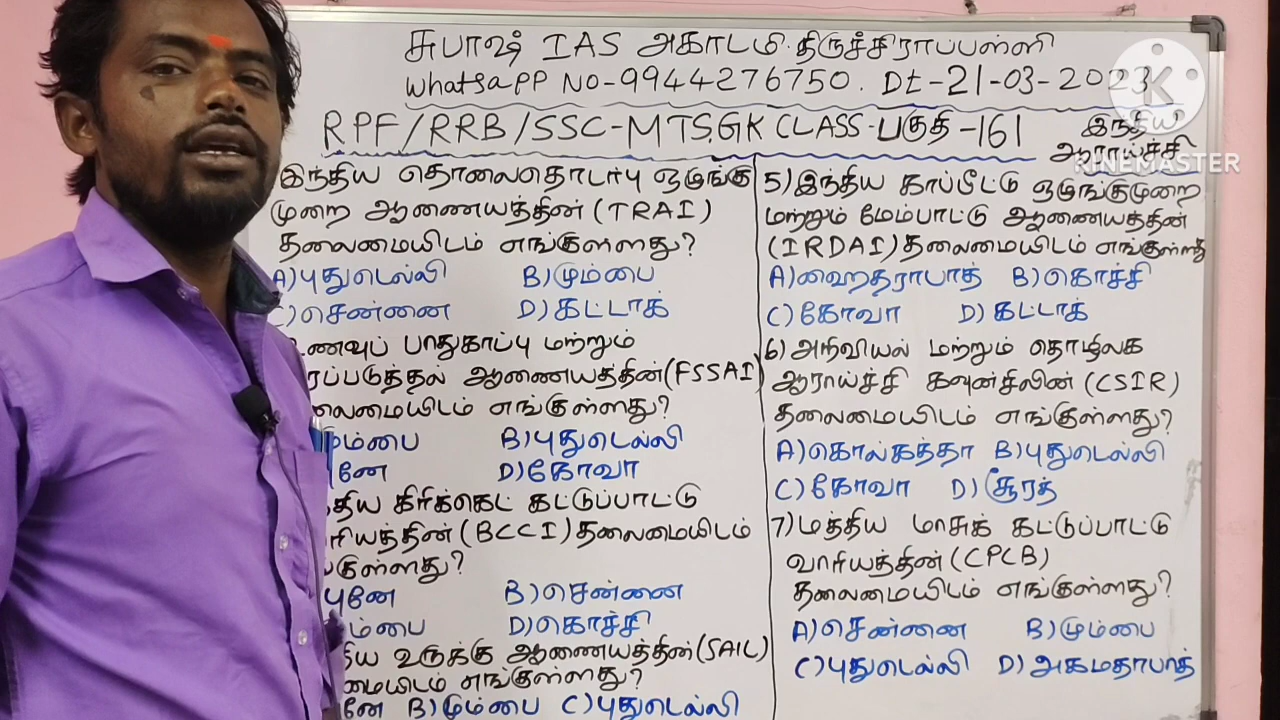 சுபாஷ் IAS அகாடமி திருச்சிராப்பள்ளி
Whatsapp NO-9944276750. Dt-21-03-2023
RPF/RRB/SSC-MTS,GK CLASS-பகுதி-161
இந்திய
ஆராய்ச்சி
KINEMASTER
இந்திய தொலைதொடர்பு ஒழுங்கு
முறை ஆணையத்தின் (TRAI)
தலைமையிடம் எங்குள்ளது?
A) புதுடெல்லி B) மும்பை
C) சென்னை D) கட்டாக்
பாதுகாப்பு மற்றும்
ஆணையத்தின் (FSSAI)
எங்குள்ளது?
B) புதுடெல்லி
D) கோவா
கிரிக்கெட் கட்டுப்பாட்டு
(BCCI) தலைமையிடம்
B) சென்னை
D) கொச்சி
உருக்கு ஆணையத்தின் (SAIL)
எங்குள்ளது?
B) மும்பை C) புதுடெல்லி
5) இந்திய காப்பீட்டு ஒழுங்குமுறை
மற்றும் மேம்பாட்டு ஆணையத்தின்
(IRDAI) தலைமையிடம் எங்குள்ளது
A) ஹைதராபாத் B) கொச்சி
C) கோவா D) கட்டாக்
6) அறிவியல் மற்றும் தொழிலக
ஆராய்ச்சி கவுன்சிலின் (CSIR)
தலைமையிடம் எங்குள்ளது?
A) கொல்கத்தா B) புதுடெல்லி
C) கோவா D) சூரத்
7) மத்திய மாசுக் கட்டுப்பாட்டு
வாரியத்தின் (CPCB)
தலைமையிடம் எங்குள்ளது?
A) சென்னை B) மும்பை
C) புதுடெல்லி D) அகமதாபாத்